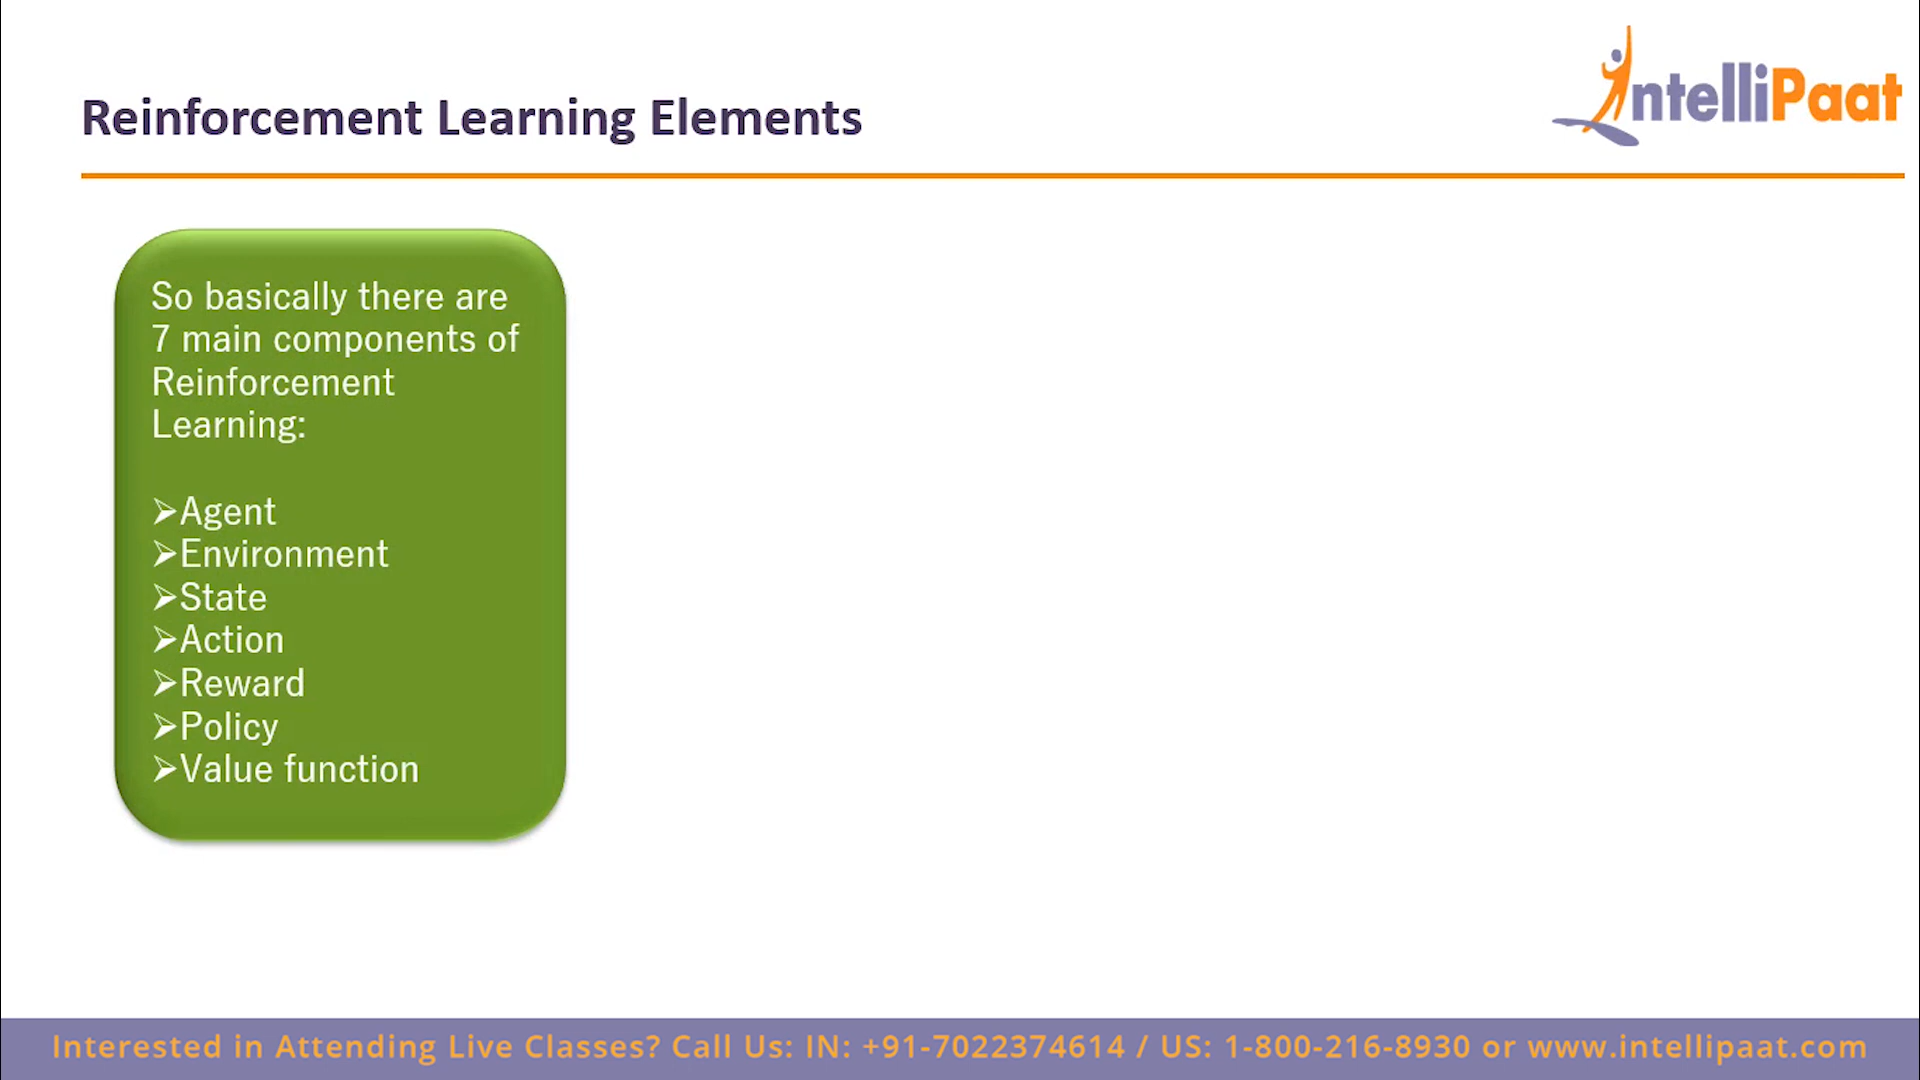 IntelliPaat
Reinforcement Learning Elements
So basically there are
7 main components of
Reinforcement
Learning:
➢Agent
➢Environment
➢State
➢Action
➢Reward
➢Policy
➢Value function
Interested in Attending Live Classes? Call Us: IN: +91-7022374614 / US: 1-800-216-8930 or www.intellipaat.com